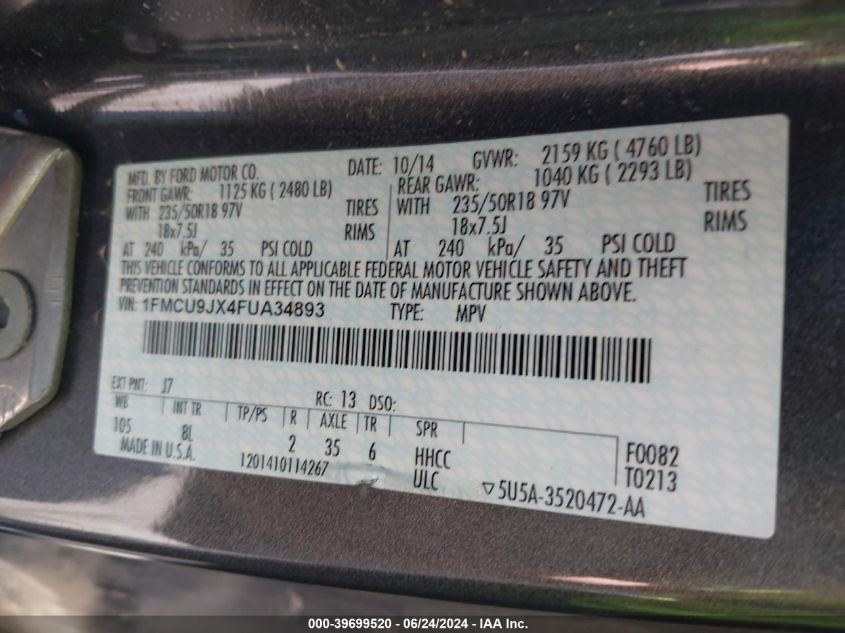 MFD. BY FORD MOTOR CO. DATE: 10/14 GVWR: 2159 KG ( 4760 LB)
FRONT GAWR: 1125 KG ( 2480 LB) REAR GAWR: 1040 KG ( 2293 LB)
WITH 235/50R18 97V TIRES WITH 235/50R18 97V TIRES
18x7.5J RIMS 18x7.5J RIMS
AT 240 kPa/ 35 PSI COLD AT 240 kPa/ 35 PSI COLD
THIS VEHICLE CONFORMS TO ALL APPLICABLE FEDERAL MOTOR VEHICLE SAFETY AND THEFT
PREVENTION STANDARDS IN EFFECT ON THE DATE OF MANUFACTURE SHOWN ABOVE.
VIN: 1FMCU9JX4FUA34893 TYPE: MPV
EXT PNT: J7 RC: 13 DSO:
WB INT TR TP/PS R AXLE TR SPR
105 8L 2 35 6 HHCC F0082
MADE IN U.S.A. 1201410114267 ULC T0213
▽5U5A-3520472-AA
000-39699520 / 06/24/2024 - IAA Inc.